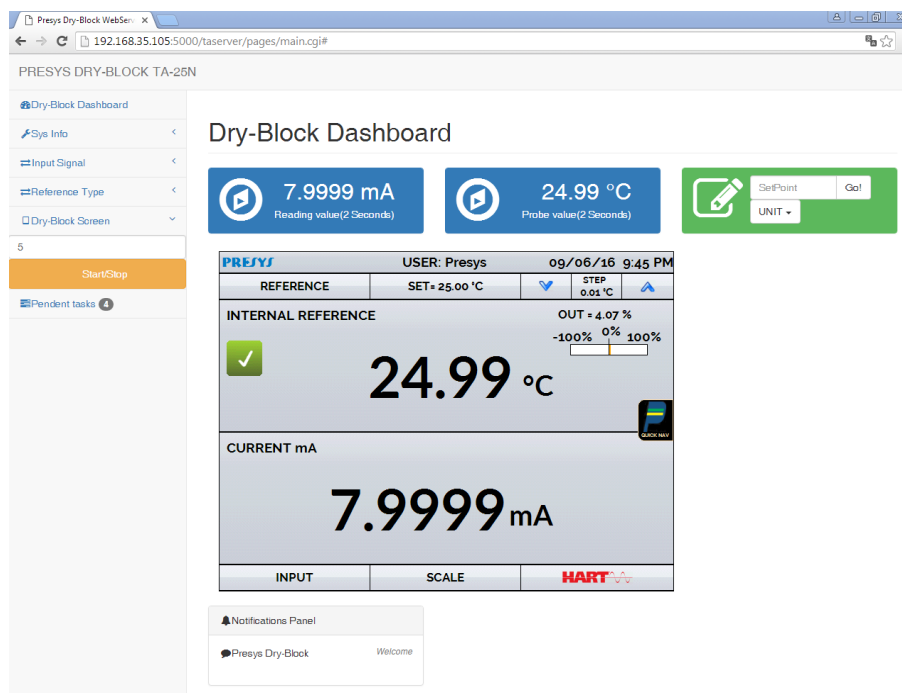 Presys Dry-Block WebServ
192.168.35.105:5000/taserver/pages/main.cgi#
PRESYS DRY-BLOCK TA-25N
Dry-Block Dashboard
Sys Info
Input Signal
Reference Type
Dry-Block Screen
5
Start/Stop
Pendent tasks 4
Dry-Block Dashboard
7.9999 mA
Reading value(2 Seconds)
24.99 °C
Probe value(2 Seconds)
SetPoint Go!
UNIT
PRESYS USER: Presys 09/06/16 9:45 PM
REFERENCE SET= 25.00 °C STEP
0.01 °C
INTERNAL REFERENCE OUT = 4.07 %
-100% 0% 100%
24.99 °C
QUICK NAV
CURRENT mA
7.9999 mA
INPUT SCALE HART
Notifications Panel
Presys Dry-Block Welcome